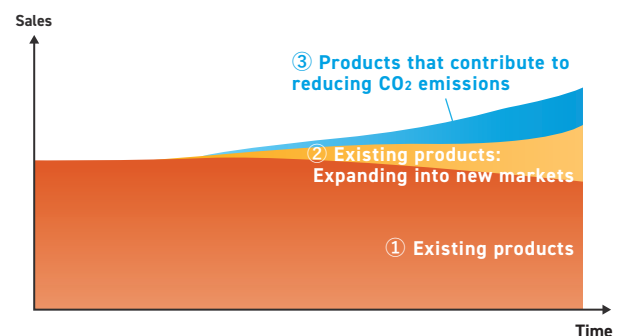 Sales
③ Products that contribute to
reducing CO2 emissions
② Existing products:
Expanding into new markets
① Existing products
Time